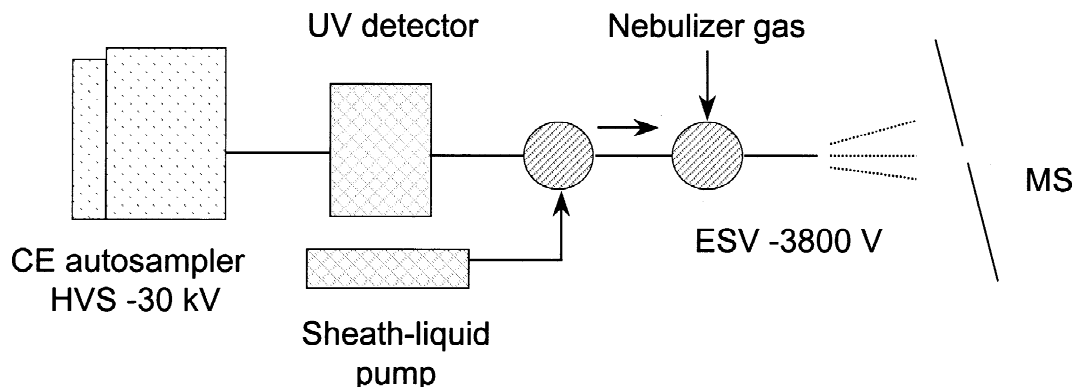 UV detector
Nebulizer gas
MS
CE autosampler
HVS -30 kV
ESV -3800 V
Sheath-liquid
pump